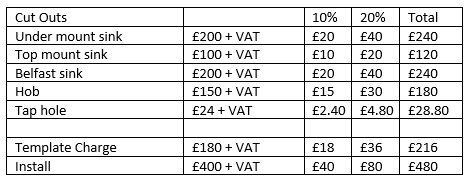 Cut Outs 10% 20% Total
Under mount sink £200 + VAT £20 £40 £240
Top mount sink £100 + VAT £10 £20 £120
Belfast sink £200 + VAT £20 £40 £240
Hob £150 + VAT £15 £30 £180
Tap hole £24 + VAT £2.40 £4.80 £28.80
Template Charge £180 + VAT £18 £36 £216
Install £400 + VAT £40 £80 £480